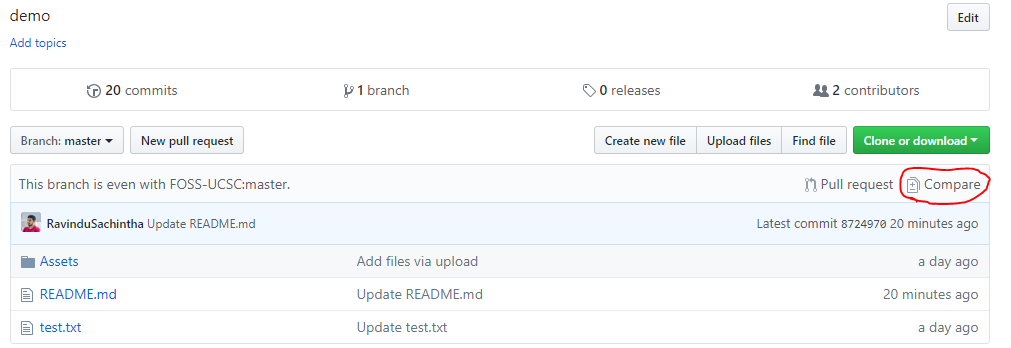 demo
Edit
Add topics
20 commits
1 branch
0 releases
2 contributors
Branch: master
New pull request
Create new file
Upload files
Find file
Clone or download
This branch is even with FOSS-UCSC:master.
Pull request
Compare
RavinduSachintha Update README.md
Latest commit 8724970 20 minutes ago
Assets
Add files via upload
a day ago
README.md
Update README.md
20 minutes ago
test.txt
Update test.txt
a day ago